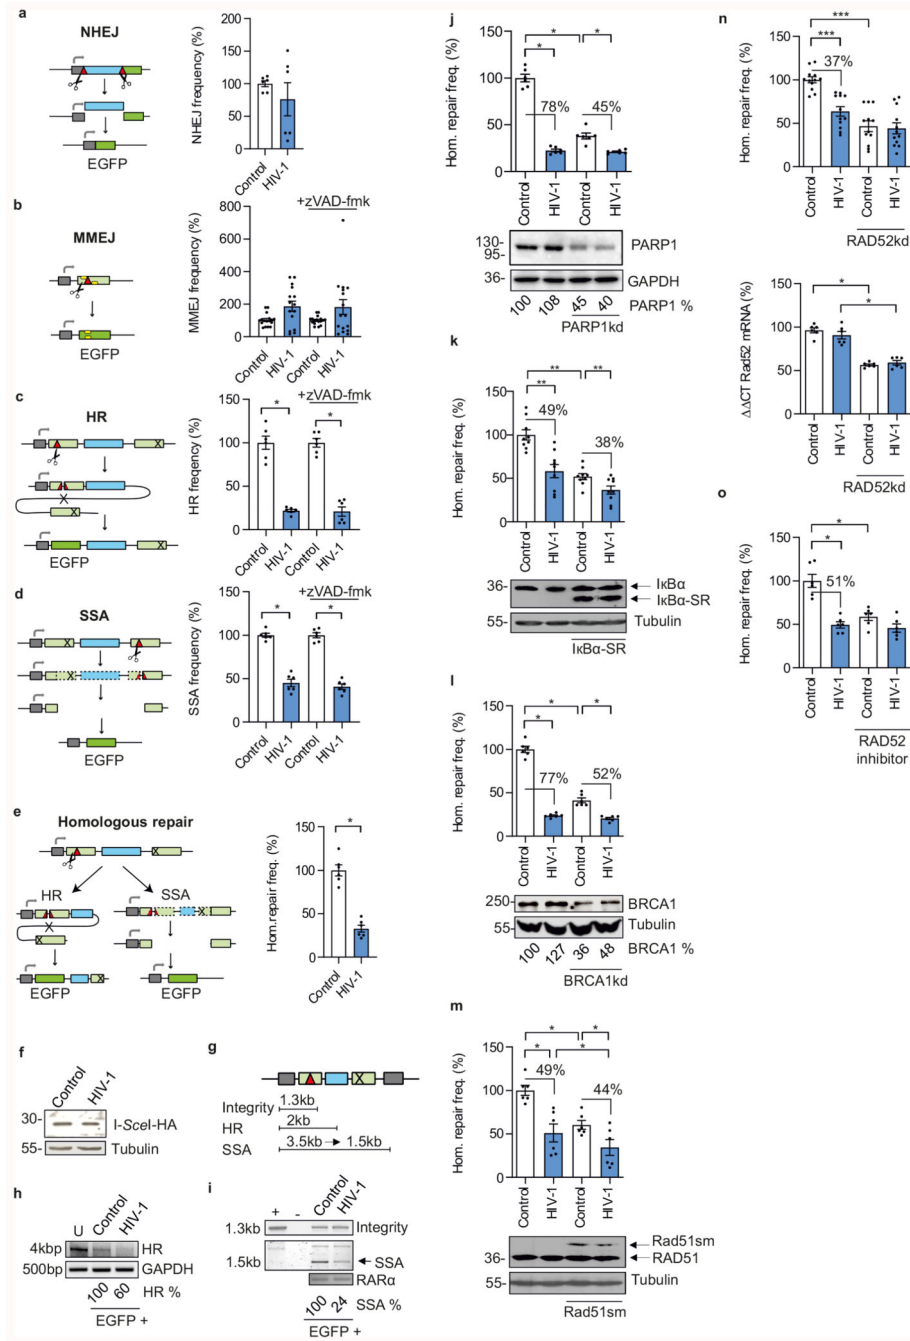 a
NHEJ
EGFP
NHEJ frequency (%)
200
150
100
50
0
Control
HIV-1
b
MMEJ
EGFP
+zVAD-fmk
MMEJ frequency (%)
800
600
400
200
0
Control
HIV-1
Control
HIV-1
c
HR
X
X
X
EGFP
+zVAD-fmk
HR freqency (%)
150
100
50
0
* *
Control
HIV-1
Control
HIV-1
d
SSA
X
X
EGFP
+zVAD-fmk
SSA frequency (%)
150
100
50
0
* *
Control
HIV-1
Control
HIV-1
e
Homologous repair
X
HR
SSA
X
X
X
X
EGFP
EGFP
Hom.repair freq. (%)
150
100
50
0
*
Control
HIV-1
f
Control
HIV-1
30-
I-SceI-HA
55-
Tubulin
g
X
Integrity
1.3kb
HR
2kb
SSA
3.5kb
1.5kb
h
U
Control
HIV-1
4kbp
HR
500bp
GAPDH
100
60
HR %
EGFP +
i
+
-
Control
HIV-1
1.3kb
Integrity
1.5kb
SSA
RARα
100
24
SSA %
EGFP +
j
Hom. repair freq. (%)
150
100
50
0
* *
*
78%
45%
Control
HIV-1
Control
HIV-1
130-
95-
PARP1
36-
GAPDH
100
108
45
40
PARP1 %
PARP1kd
k
Hom. repair freq. (%)
150
100
50
0
** **
**
49%
38%
Control
HIV-1
Control
HIV-1
36-
IκBα
IκBα-SR
55-
Tubulin
IκBα-SR
l
Hom. repair freq. (%)
150
100
50
0
* *
*
77%
52%
Control
HIV-1
Control
HIV-1
250-
BRCA1
55-
Tubulin
100
127
36
48
BRCA1 %
BRCA1kd
m
Hom. repair freq. (%)
150
100
50
0
* *
* *
49%
44%
Control
HIV-1
Control
HIV-1
Rad51sm
36-
RAD51
55-
Tubulin
Rad51sm
n
Hom. repair freq. (%)
150
100
50
0
***
***
37%
Control
HIV-1
Control
HIV-1
RAD52kd
ΔΔCT Rad52 mRNA (%)
150
100
50
0
*
*
Control
HIV-1
Control
HIV-1
RAD52kd
o
Hom. repair freq. (%)
150
100
50
0
*
*
51%
Control
HIV-1
Control
HIV-1
RAD52
inhibitor